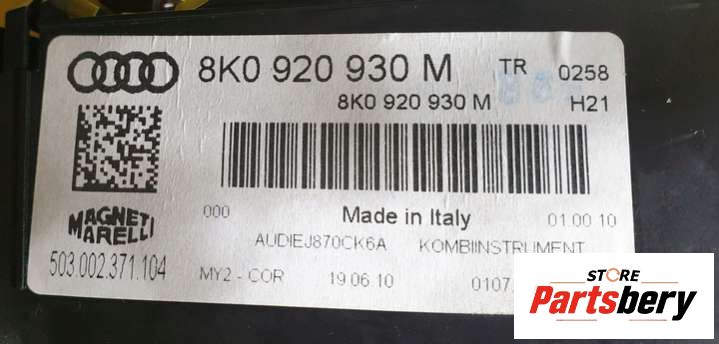 8K0 920 930 M TR 0258
8K0 920 930 M H21
MAGNETI
MARELLI
503.002.371.104
000 Made in Italy 01.00 10
AUDIEJ870CK6A KOMBIINSTRUMENT
MY2 - COR 19.06.10 0107
STORE
Partsbery